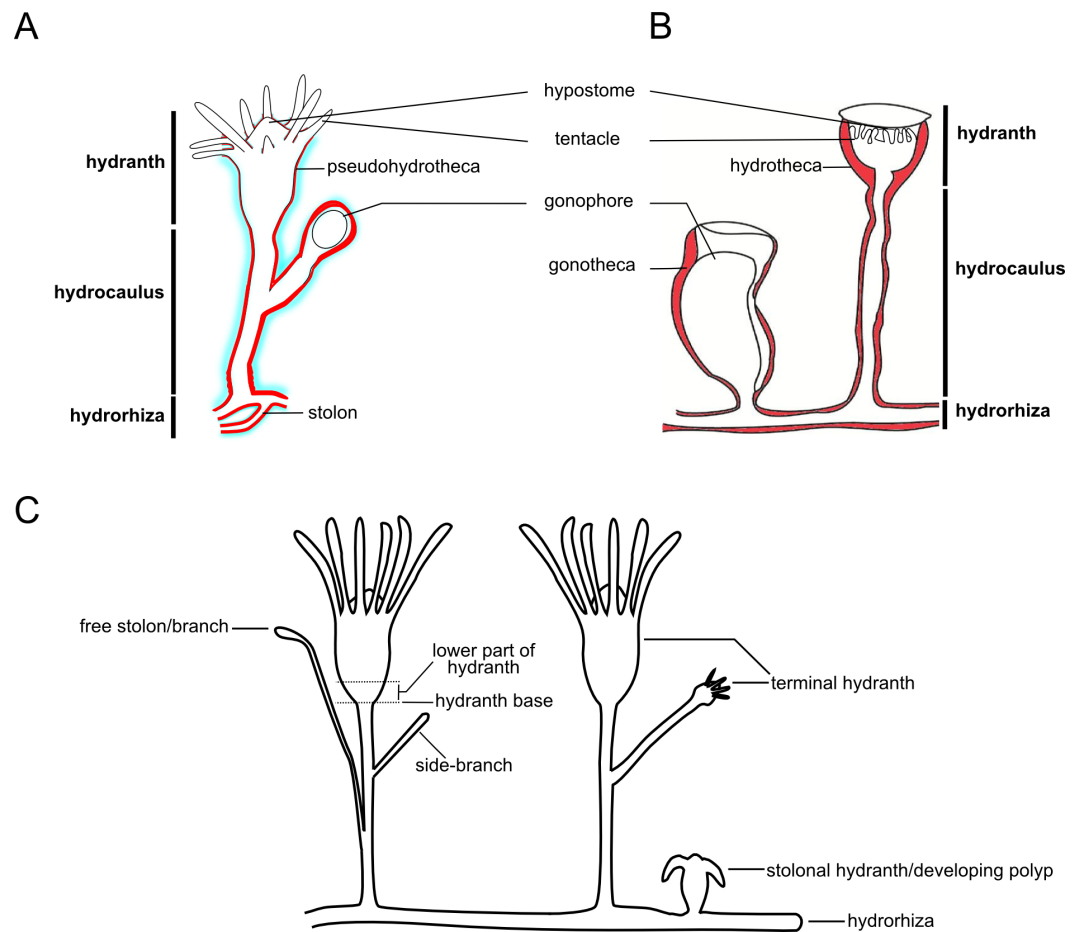 A
B
hypostome
tentacle
hydranth
hydranth
pseudohydrotheca
hydrotheca
gonophore
gonotheca
hydrocaulus
hydrocaulus
hydrorhiza
stolon
hydrorhiza
C
free stolon/branch
lower part of
hydranth
hydranth base
side-branch
terminal hydranth
stolonal hydranth/developing polyp
hydrorhiza